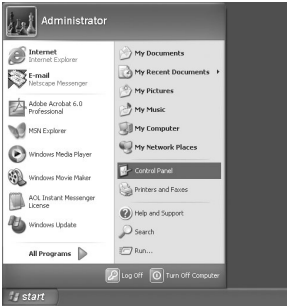 Administrator
Internet
Internet Explorer
E-mail
Netscape Messenger
Adobe Acrobat 6.0
Professional
MSN Explorer
Windows Media Player
Windows Movie Maker
AOL Instant Messenger
License
Windows Update
All Programs
My Documents
My Recent Documents
My Pictures
My Music
My Computer
My Network Places
Control Panel
Printers and Faxes
Help and Support
Search
Run...
Log Off
Turn Off Computer
start